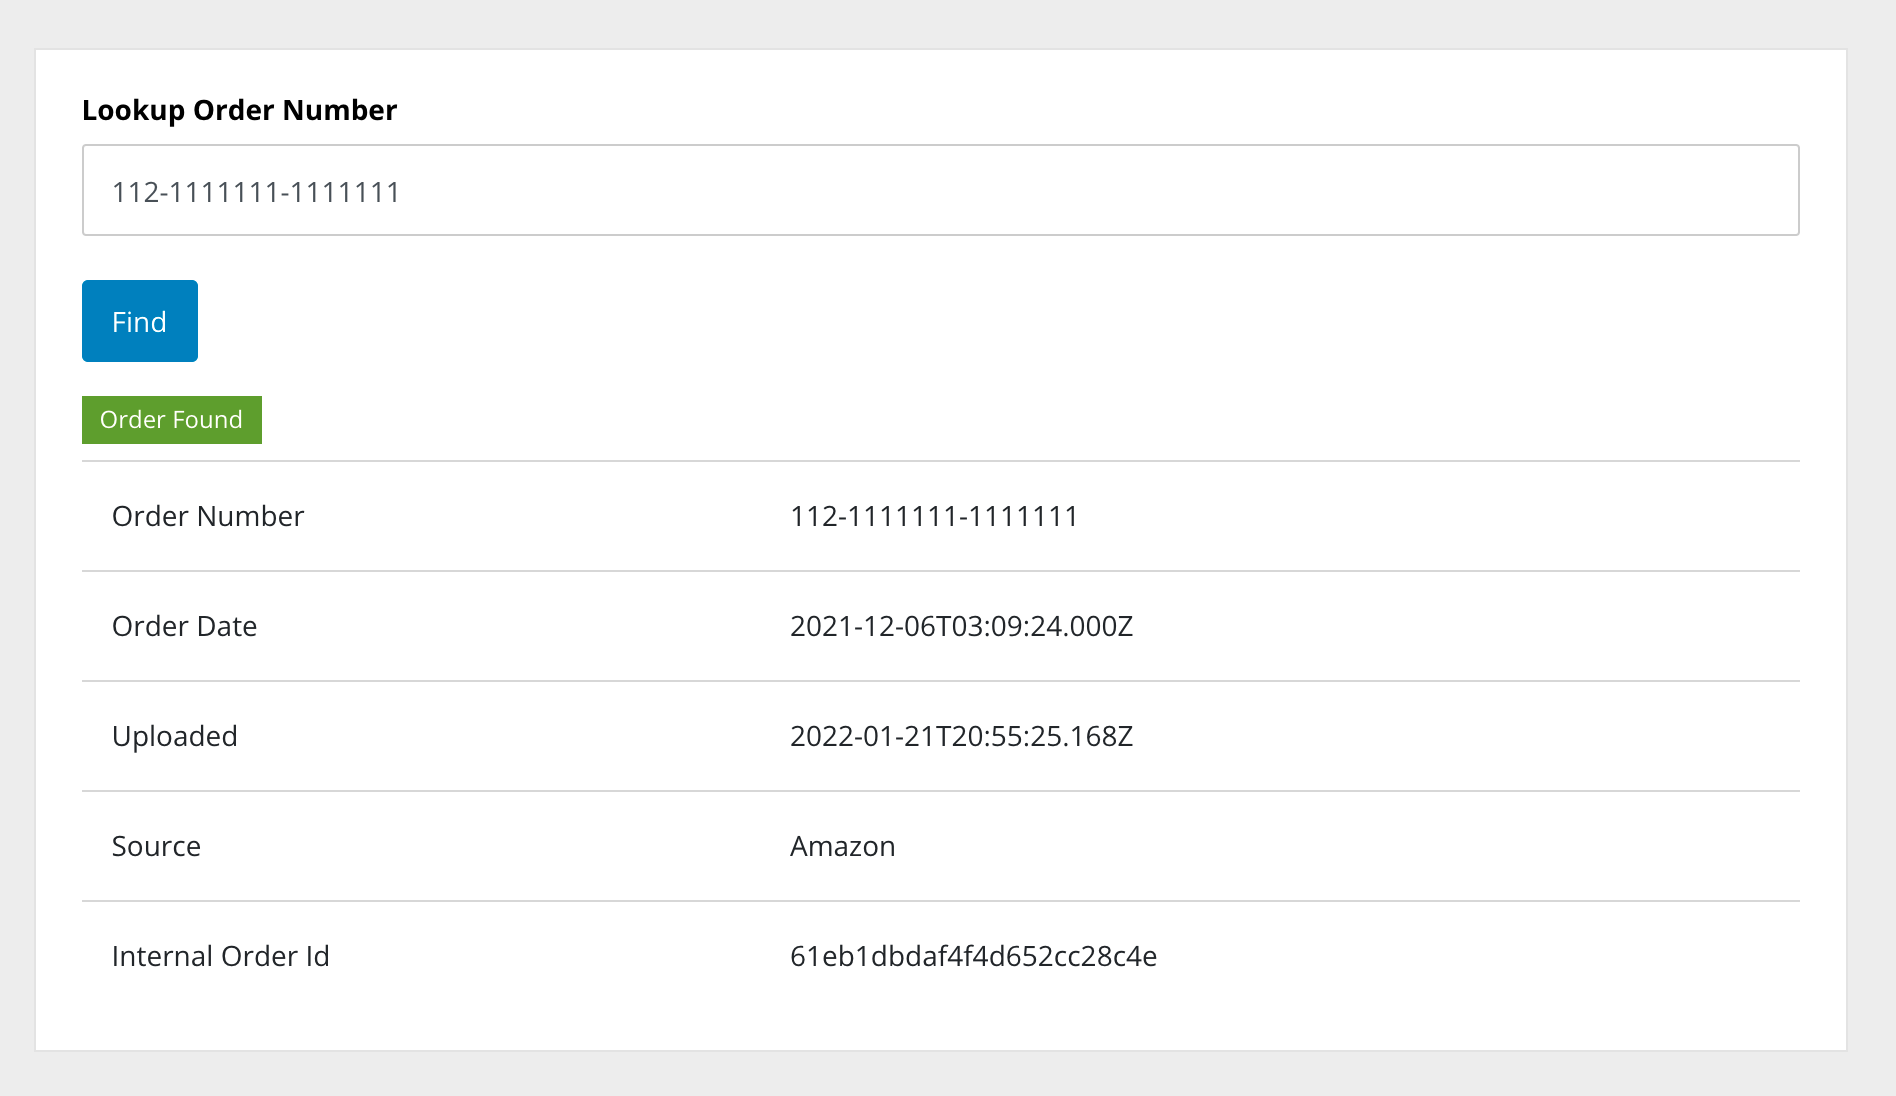 Lookup Order Number
112-1111111-1111111
Find
Order Found
Order Number 112-1111111-1111111
Order Date 2021-12-06T03:09:24.000Z
Uploaded 2022-01-21T20:55:25.168Z
Source Amazon
Internal Order Id 61eb1dbdaf4f4d652cc28c4e